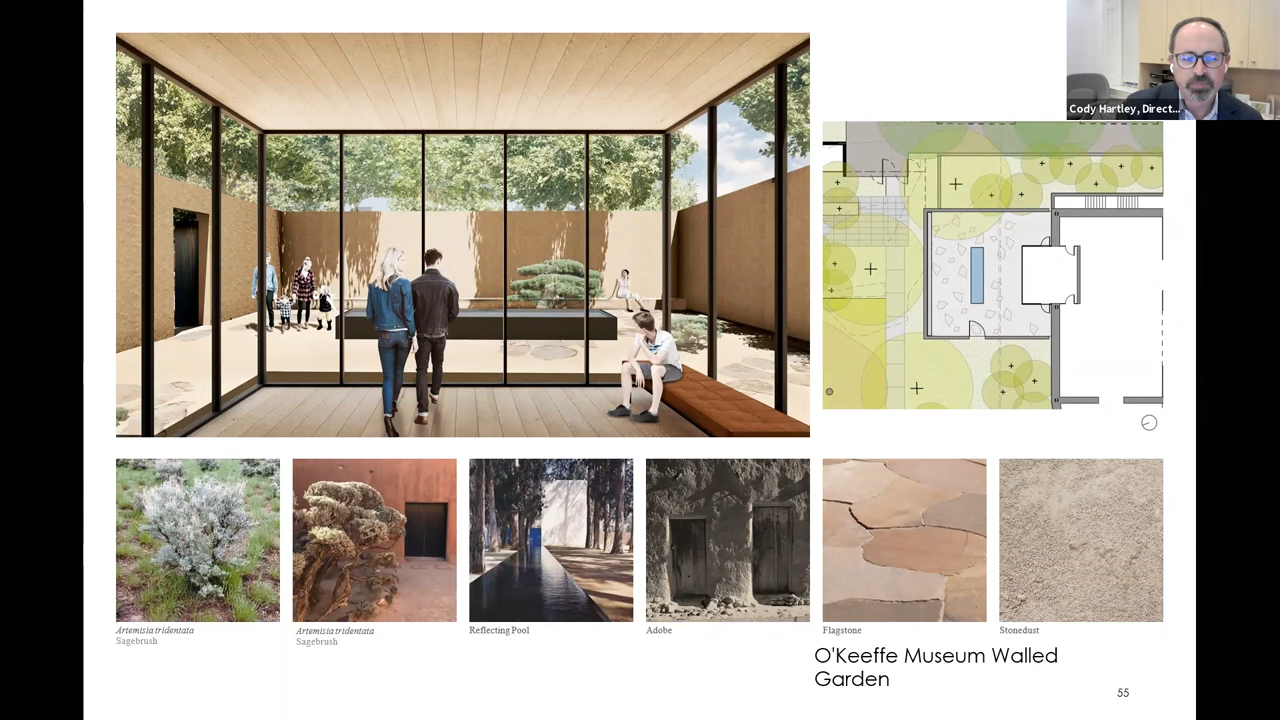 Cody Hartley, Direct...
Artemisia tridentata
Sagebrush
Artemisia tridentata
Sagebrush
Reflecting Pool
Adobe
Flagstone
Stonedust
O'Keeffe Museum Walled
Garden
55